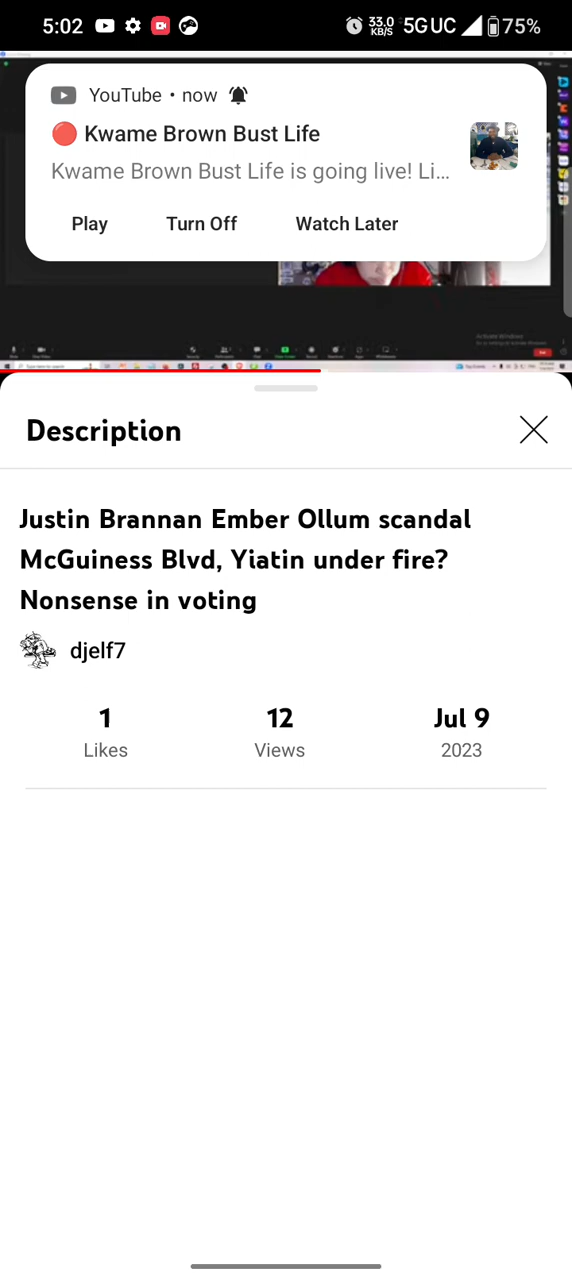 5:02
33.0
KB/S
5G UC
75%
YouTube • now
🔴 Kwame Brown Bust Life
Kwame Brown Bust Life is going live! Li...
Play Turn Off Watch Later
Activate Windows
Description
Justin Brannan Ember Ollum scandal
McGuiness Blvd, Yiatin under fire?
Nonsense in voting
djelf7
1 12 Jul 9
Likes Views 2023